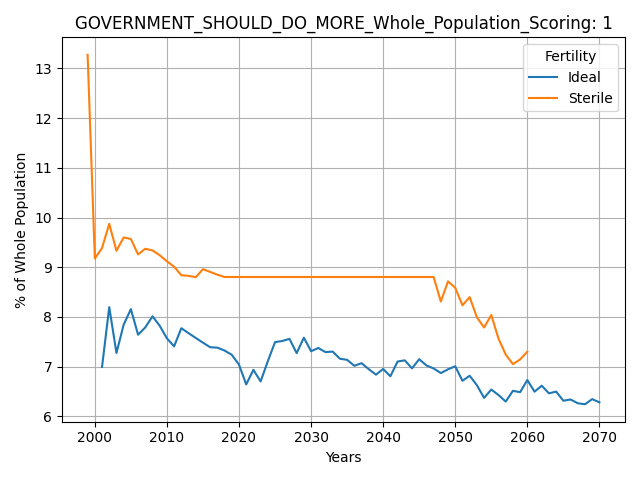 GOVERNMENT_SHOULD_DO_MORE_Whole_Population_Scoring: 1
Fertility
Ideal
Sterile
% of Whole Population
13
12
11
10
9
8
7
6
2000 2010 2020 2030 2040 2050 2060 2070
Years